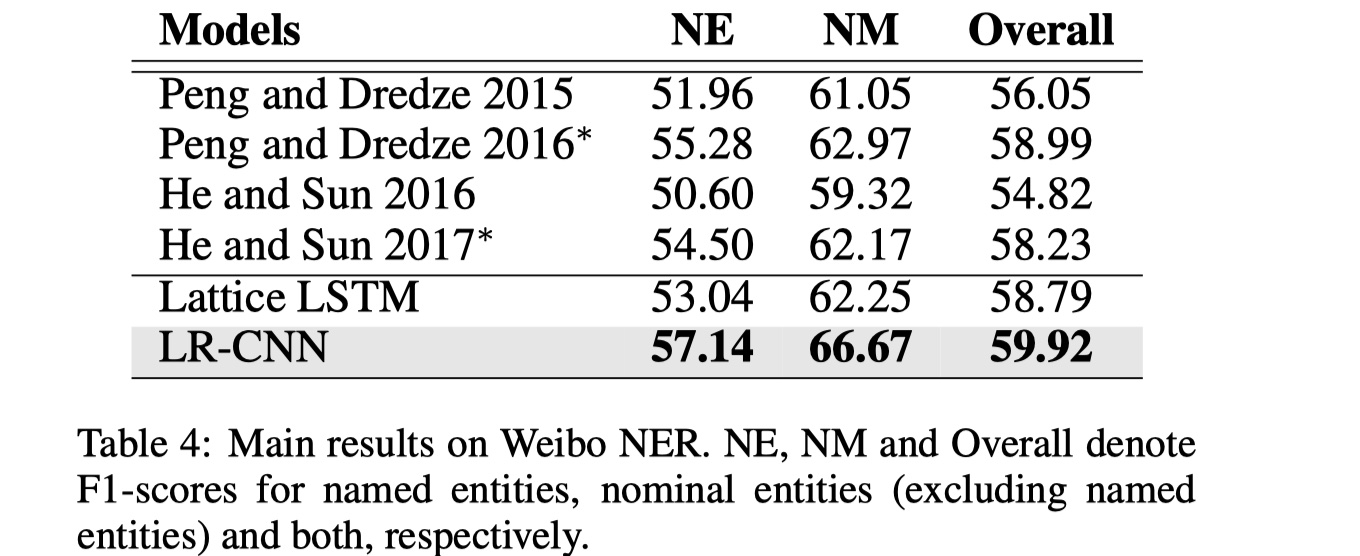 Models NE NM Overall
Peng and Dredze 2015 51.96 61.05 56.05
Peng and Dredze 2016* 55.28 62.97 58.99
He and Sun 2016 50.60 59.32 54.82
He and Sun 2017* 54.50 62.17 58.23
Lattice LSTM 53.04 62.25 58.79
LR-CNN 57.14 66.67 59.92
Table 4: Main results on Weibo NER. NE, NM and Overall denote
F1-scores for named entities, nominal entities (excluding named
entities) and both, respectively.